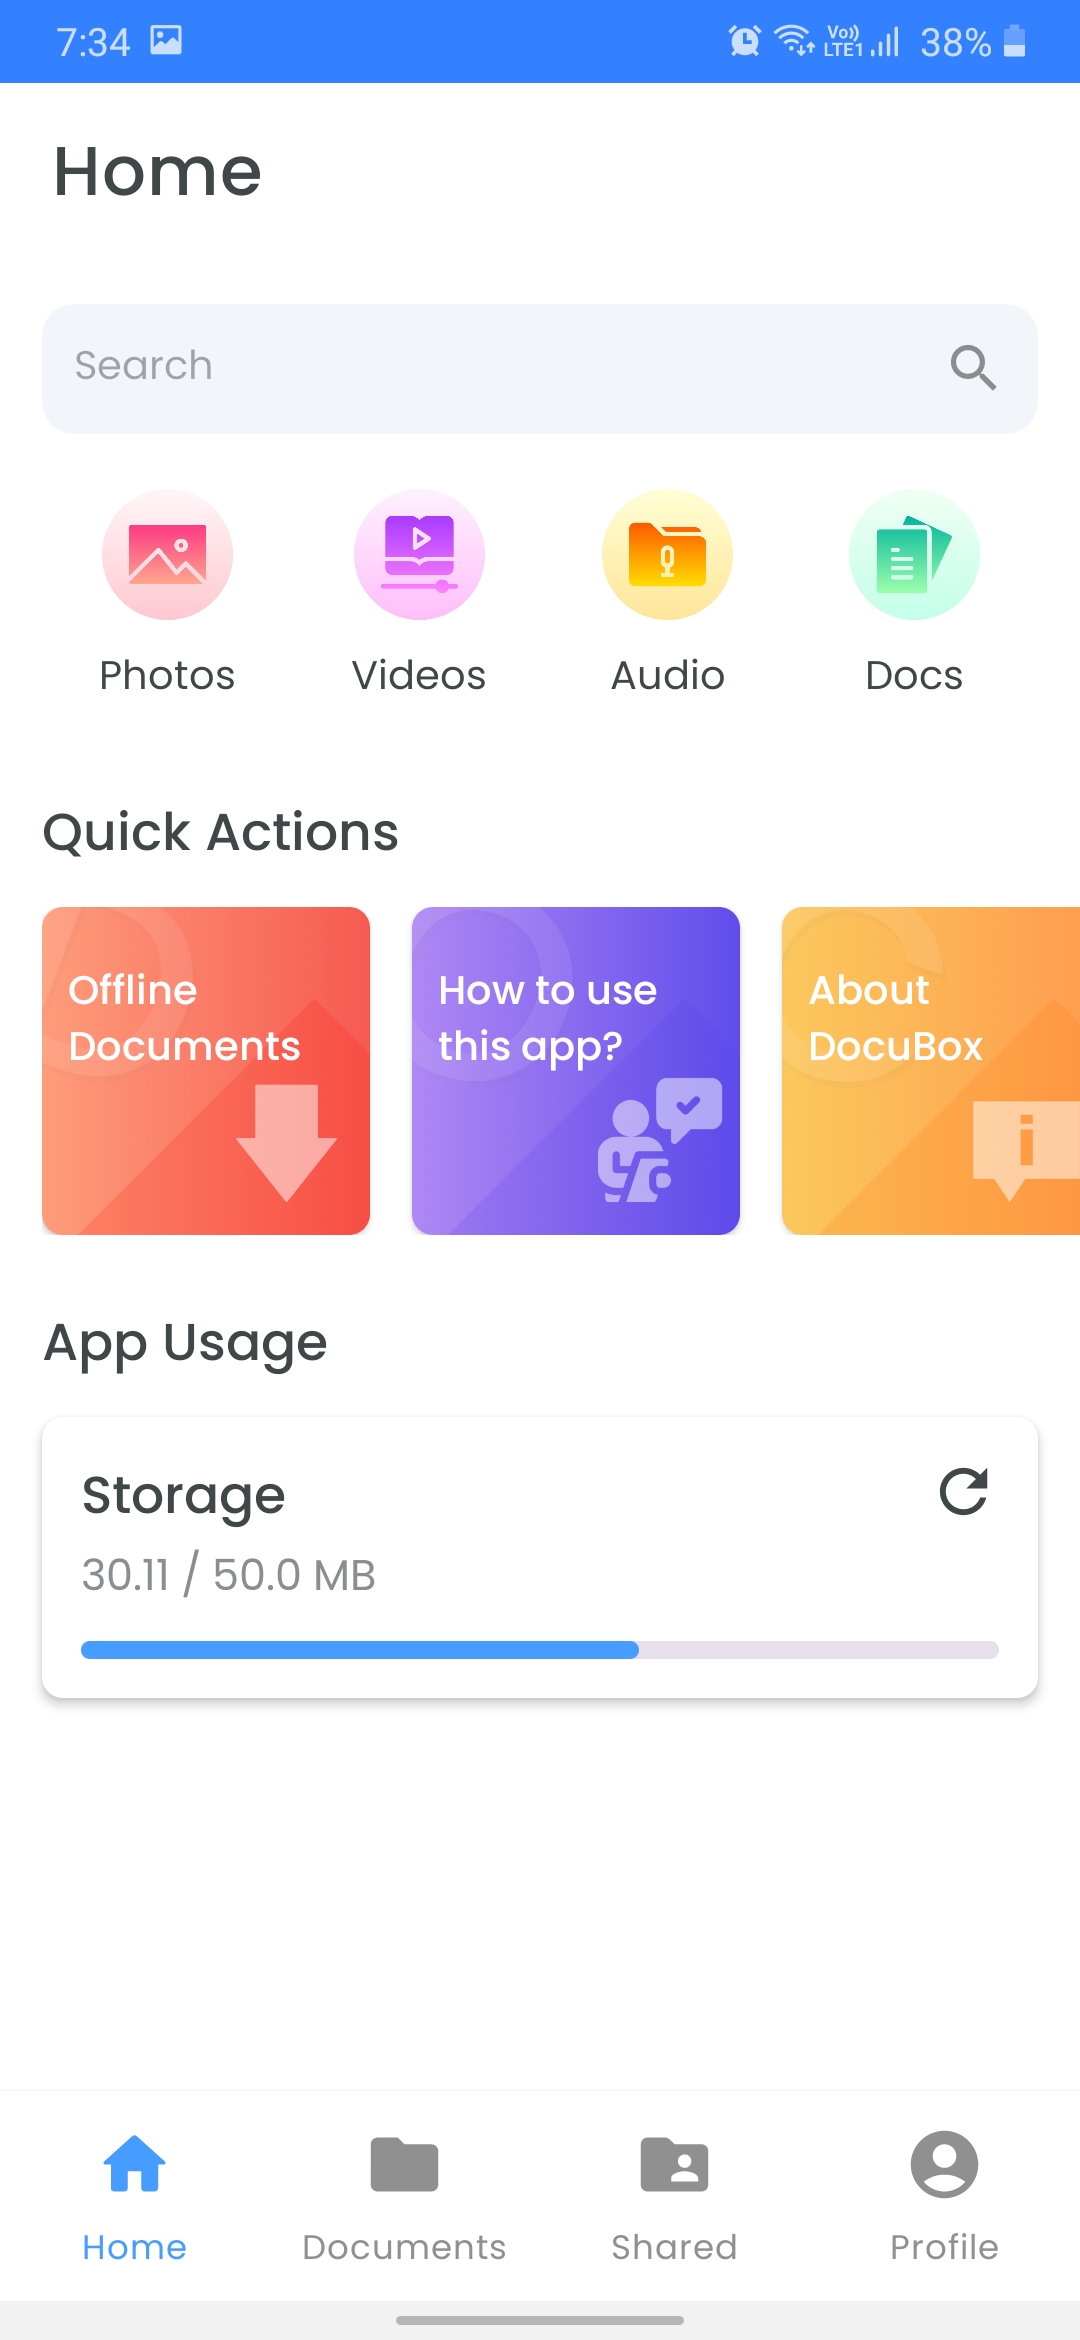 7:34 Vo)) LTE1 38%
Home
Search
Photos Videos Audio Docs
Quick Actions
Offline
Documents
How to use
this app?
About
DocuBox
App Usage
Storage
30.11 / 50.0 MB
Home Documents Shared Profile